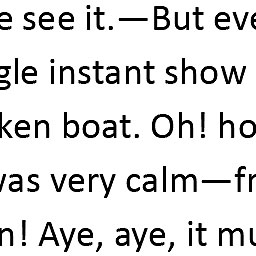 e see it.—But eve
gle instant show
ken boat. Oh! ho
was very calm—fr
n! Aye, aye, it mu